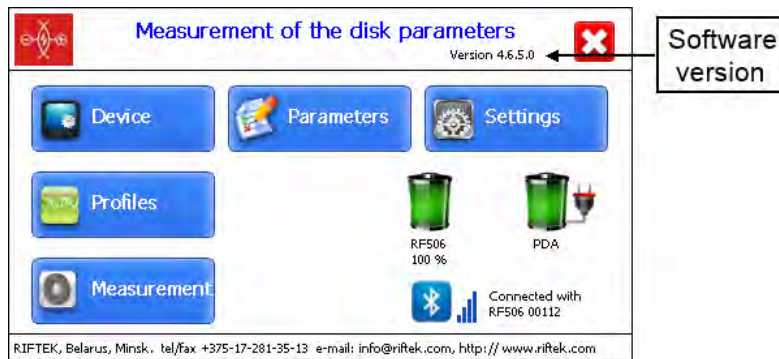 Measurement of the disk parameters
Version 4.6.5.0
Software
version
Device
Parameters
Settings
Profiles
RF506
100 %
PDA
Measurement
Connected with
RF506 00112
RIFTEK, Belarus, Minsk. tel/fax +375-17-281-35-13 e-mail: info@riftek.com, http:// www.riftek.com